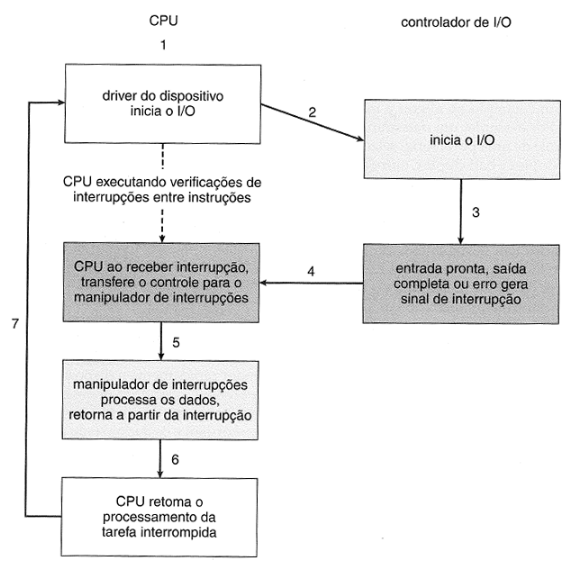 CPU
controlador de I/O
1
driver do dispositivo
inicia o I/O
2
inicia o I/O
CPU executando verificações de
interrupções entre instruções
3
CPU ao receber interrupção,
transfere o controle para o
manipulador de interrupções
4
entrada pronta, saída
completa ou erro gera
sinal de interrupção
7
5
manipulador de interrupções
processa os dados,
retorna a partir da interrupção
6
CPU retoma o
processamento da
tarefa interrompida